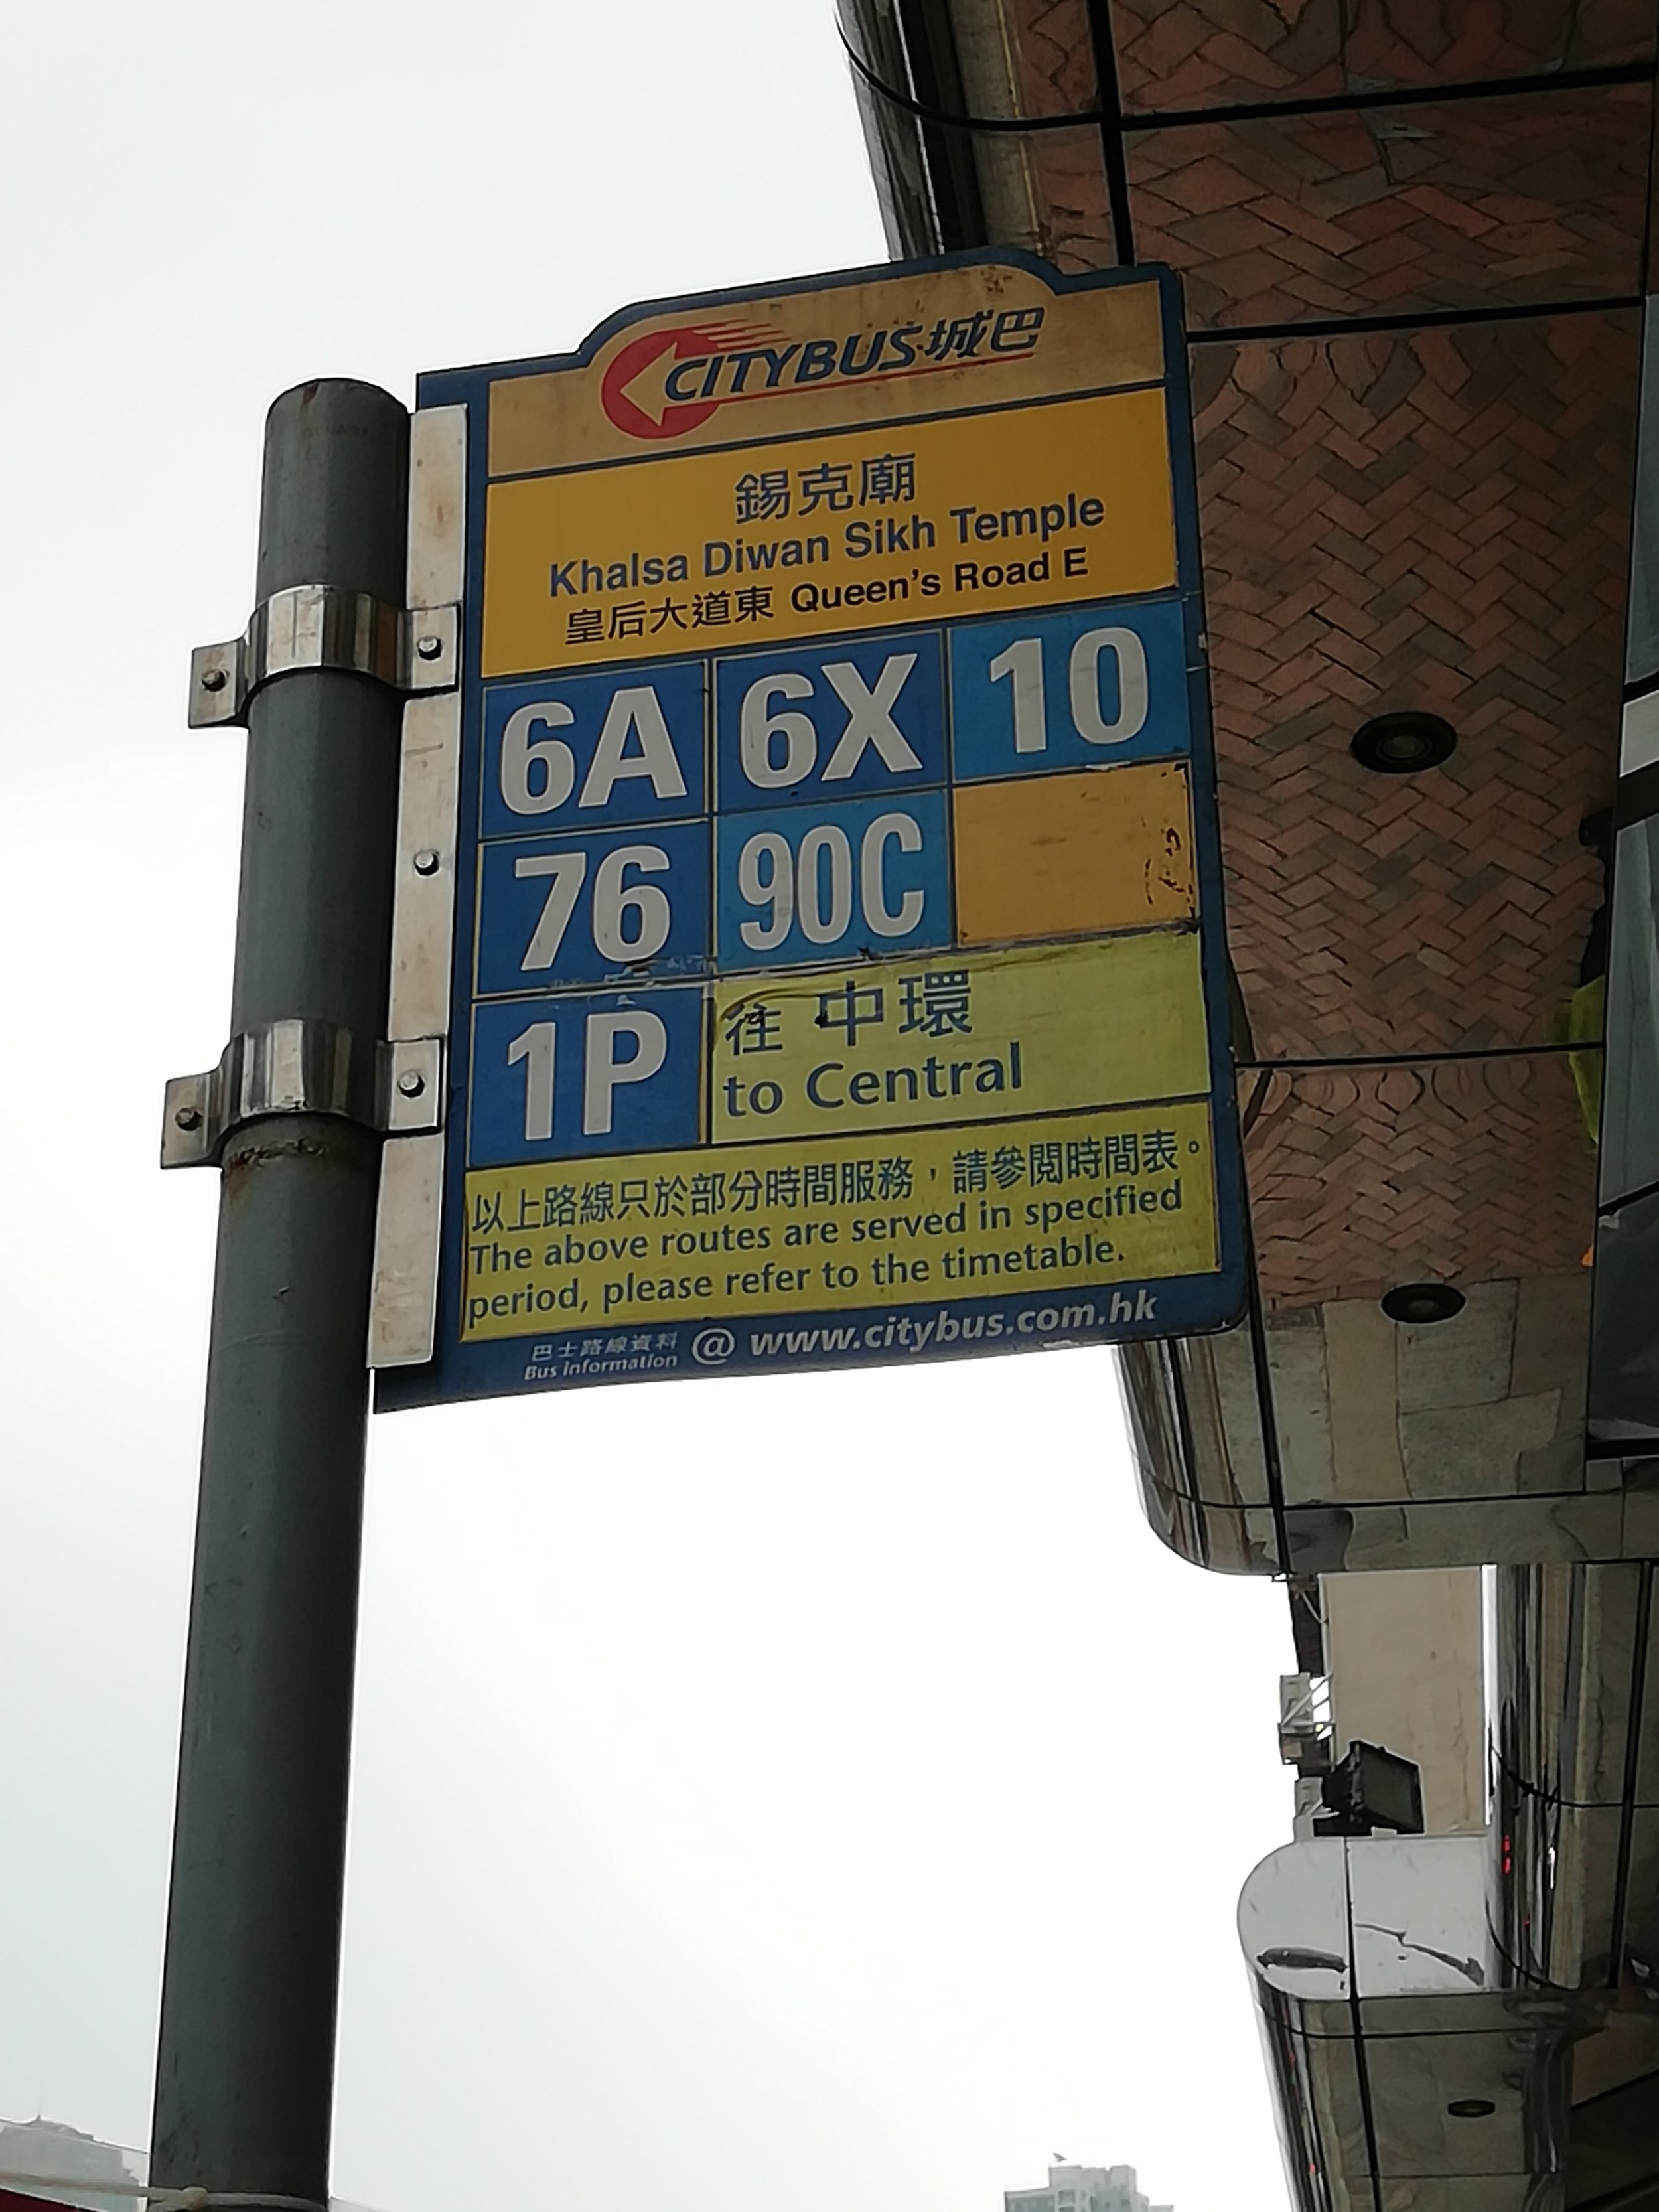 CITYBUS城巴
錫克廟
Khalsa Diwan Sikh Temple
皇后大道東 Queen's Road E
6A 6X 10
76 90C
1P
往 中環
to Central
以上路線只於部分時間服務，請參閱時間表。
The above routes are served in specified
period, please refer to the timetable.
巴士路線資料
Bus information @ www.citybus.com.hk